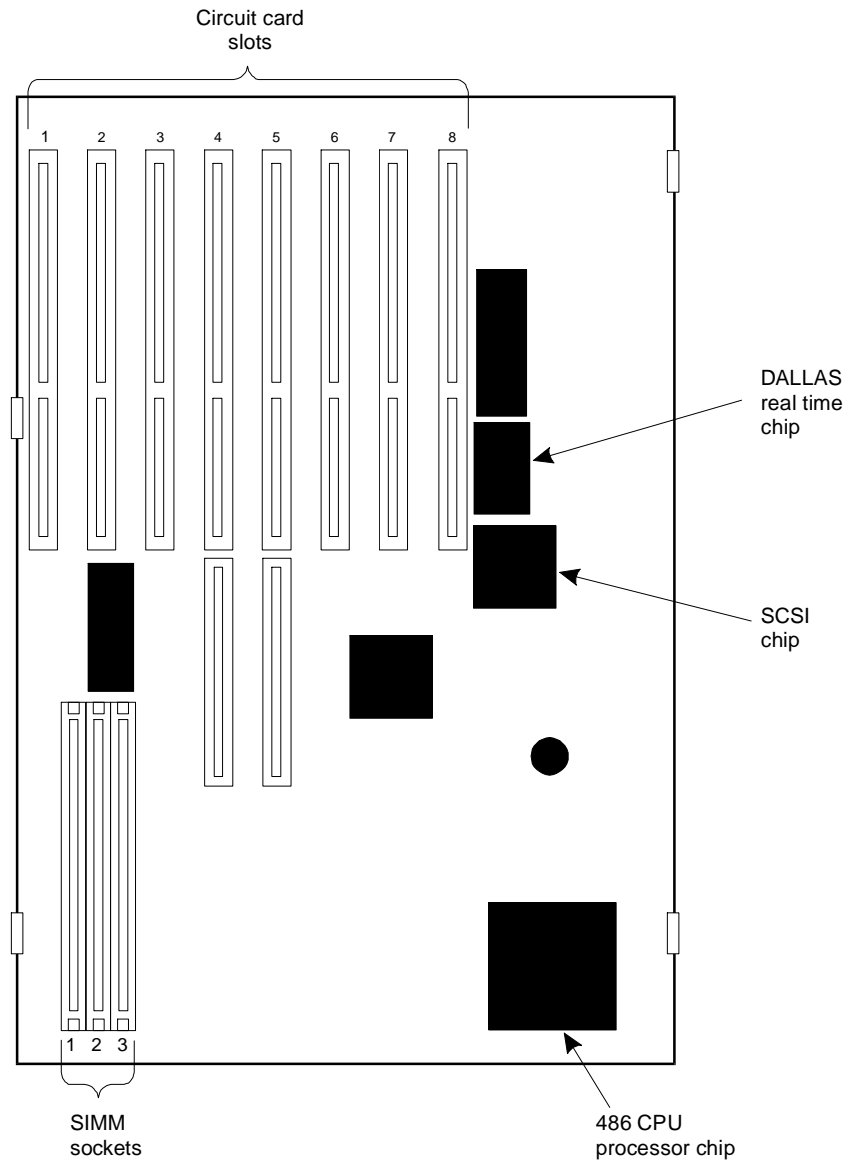 Circuit card
slots
1 2 3 4 5 6 7 8
DALLAS
real time
chip
SCSI
chip
1 2 3
SIMM
sockets
486 CPU
processor chip